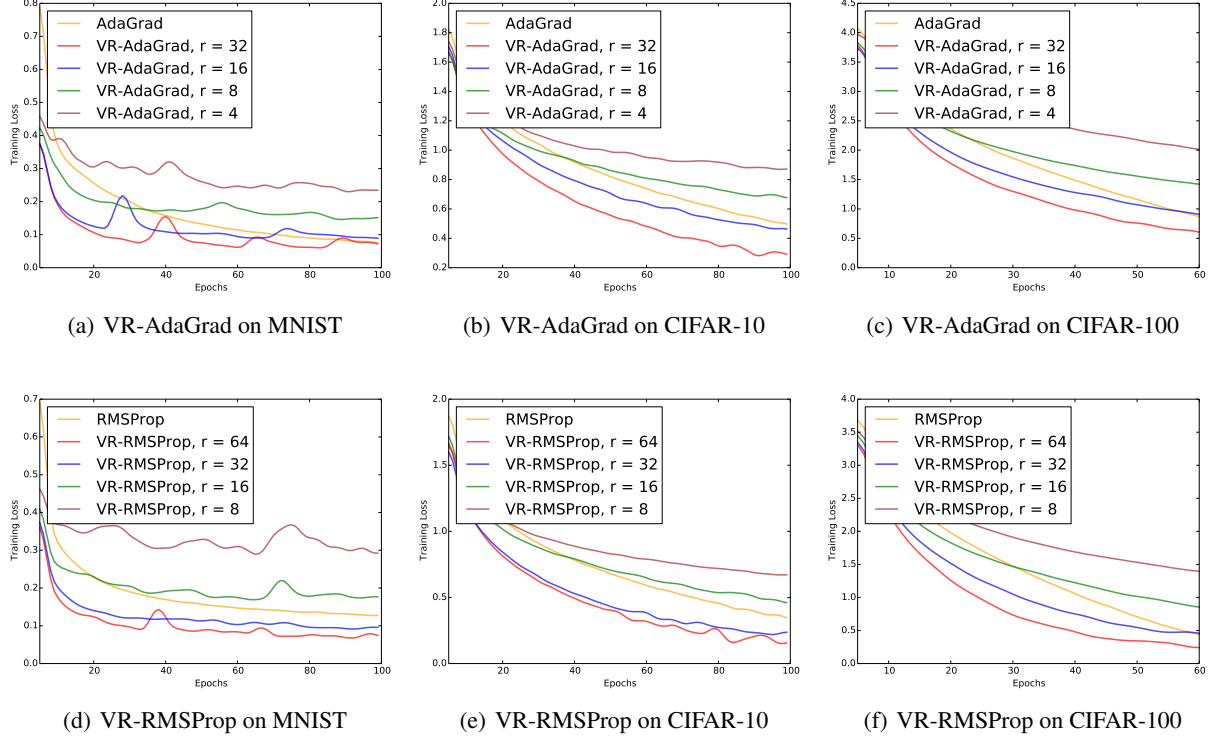 0.8
0.7
0.6
0.5
0.4
0.3
0.2
0.1
0.0
Training Loss
AdaGrad
VR-AdaGrad, r = 32
VR-AdaGrad, r = 16
VR-AdaGrad, r = 8
VR-AdaGrad, r = 4
20 40 60 80 100
Epochs
(a) VR-AdaGrad on MNIST
2.0
1.8
1.6
1.4
1.2
1.0
0.8
0.6
0.4
0.2
Training Loss
AdaGrad
VR-AdaGrad, r = 32
VR-AdaGrad, r = 16
VR-AdaGrad, r = 8
VR-AdaGrad, r = 4
20 40 60 80 100
Epochs
(b) VR-AdaGrad on CIFAR-10
4.5
4.0
3.5
3.0
2.5
2.0
1.5
1.0
0.5
0.0
Training Loss
AdaGrad
VR-AdaGrad, r = 32
VR-AdaGrad, r = 16
VR-AdaGrad, r = 8
VR-AdaGrad, r = 4
10 20 30 40 50 60
Epochs
(c) VR-AdaGrad on CIFAR-100
0.7
0.6
0.5
0.4
0.3
0.2
0.1
0.0
Training Loss
RMSProp
VR-RMSProp, r = 64
VR-RMSProp, r = 32
VR-RMSProp, r = 16
VR-RMSProp, r = 8
20 40 60 80 100
Epochs
(d) VR-RMSProp on MNIST
2.0
1.5
1.0
0.5
0.0
Training Loss
RMSProp
VR-RMSProp, r = 64
VR-RMSProp, r = 32
VR-RMSProp, r = 16
VR-RMSProp, r = 8
20 40 60 80 100
Epochs
(e) VR-RMSProp on CIFAR-10
4.0
3.5
3.0
2.5
2.0
1.5
1.0
0.5
0.0
Training Loss
RMSProp
VR-RMSProp, r = 64
VR-RMSProp, r = 32
VR-RMSProp, r = 16
VR-RMSProp, r = 8
10 20 30 40 50 60
Epochs
(f) VR-RMSProp on CIFAR-100